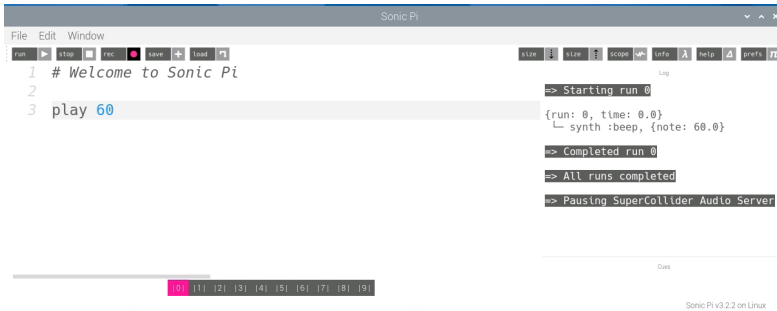 Sonic Pi
File Edit Window
run stop rec save load size size scope info help prefs
1 # Welcome to Sonic Pi
2
3 play 60
Log
=> Starting run 0
{run: 0, time: 0.0}
└─ synth :beep, {note: 60.0}
=> Completed run 0
=> All runs completed
=> Pausing SuperCollider Audio Server
Cues
|0| |1| |2| |3| |4| |5| |6| |7| |8| |9|
Sonic Pi v3.2.2 on Linux